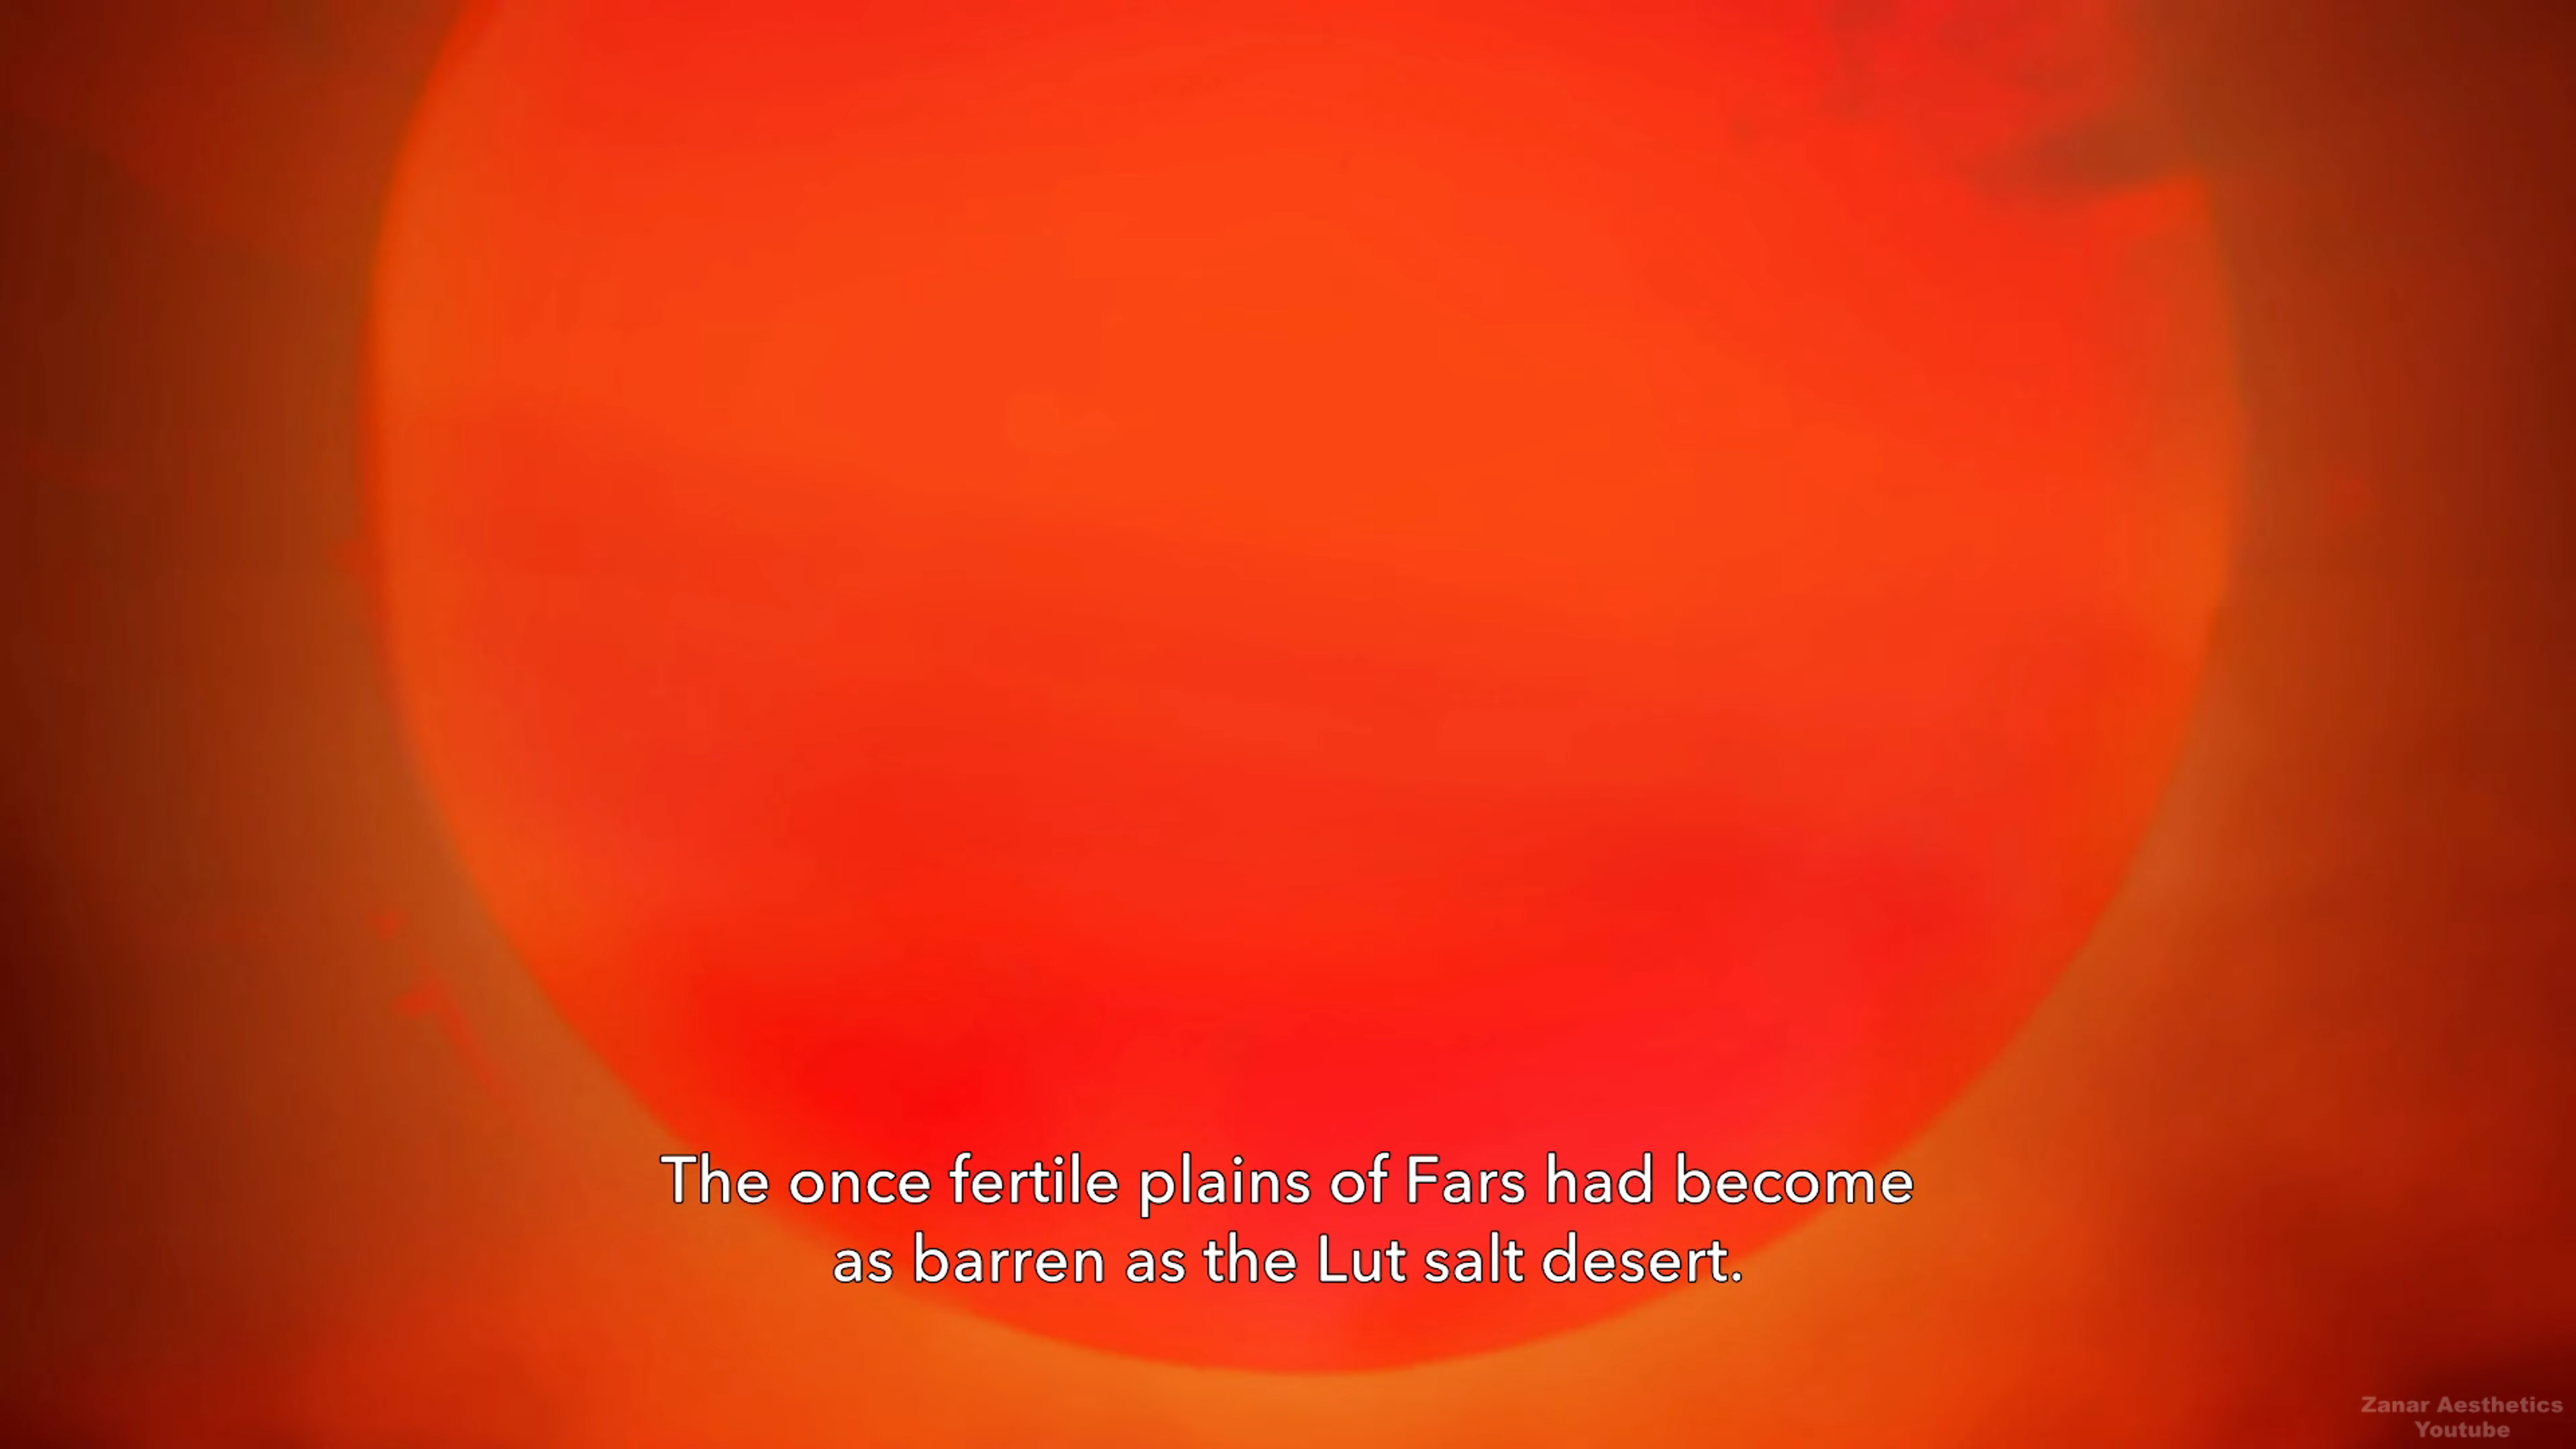 The once fertile plains of Fars had become
as barren as the Lut salt desert.
Zanar Aesthetics
Youtube